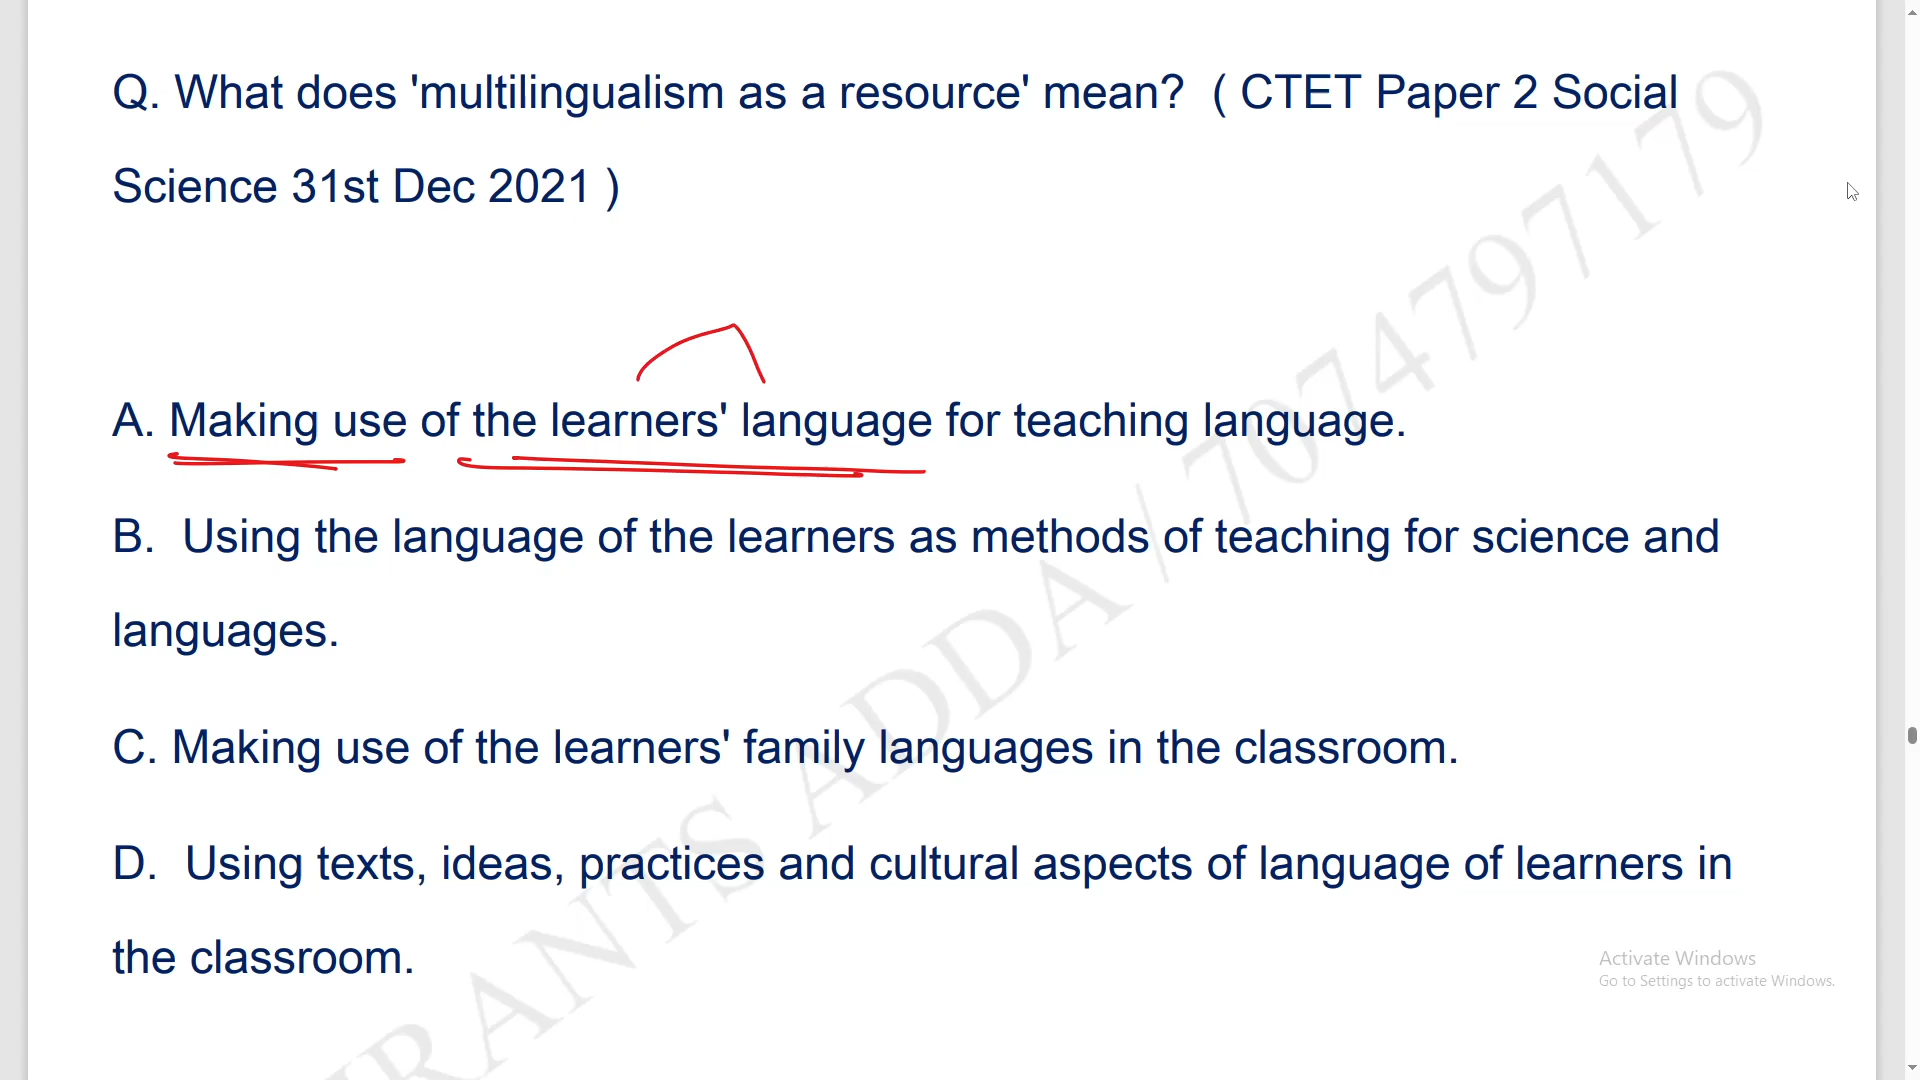 Q. What does 'multilingualism as a resource' mean?  ( CTET Paper 2 Social
Science 31st Dec 2021 )
A. Making use of the learners' language for teaching language.
B.  Using the language of the learners as methods of teaching for science and
languages.
C. Making use of the learners' family languages in the classroom.
D.  Using texts, ideas, practices and cultural aspects of language of learners in
the classroom.
RANTS ADDA / 7074797179
Activate Windows
Go to Settings to activate Windows.